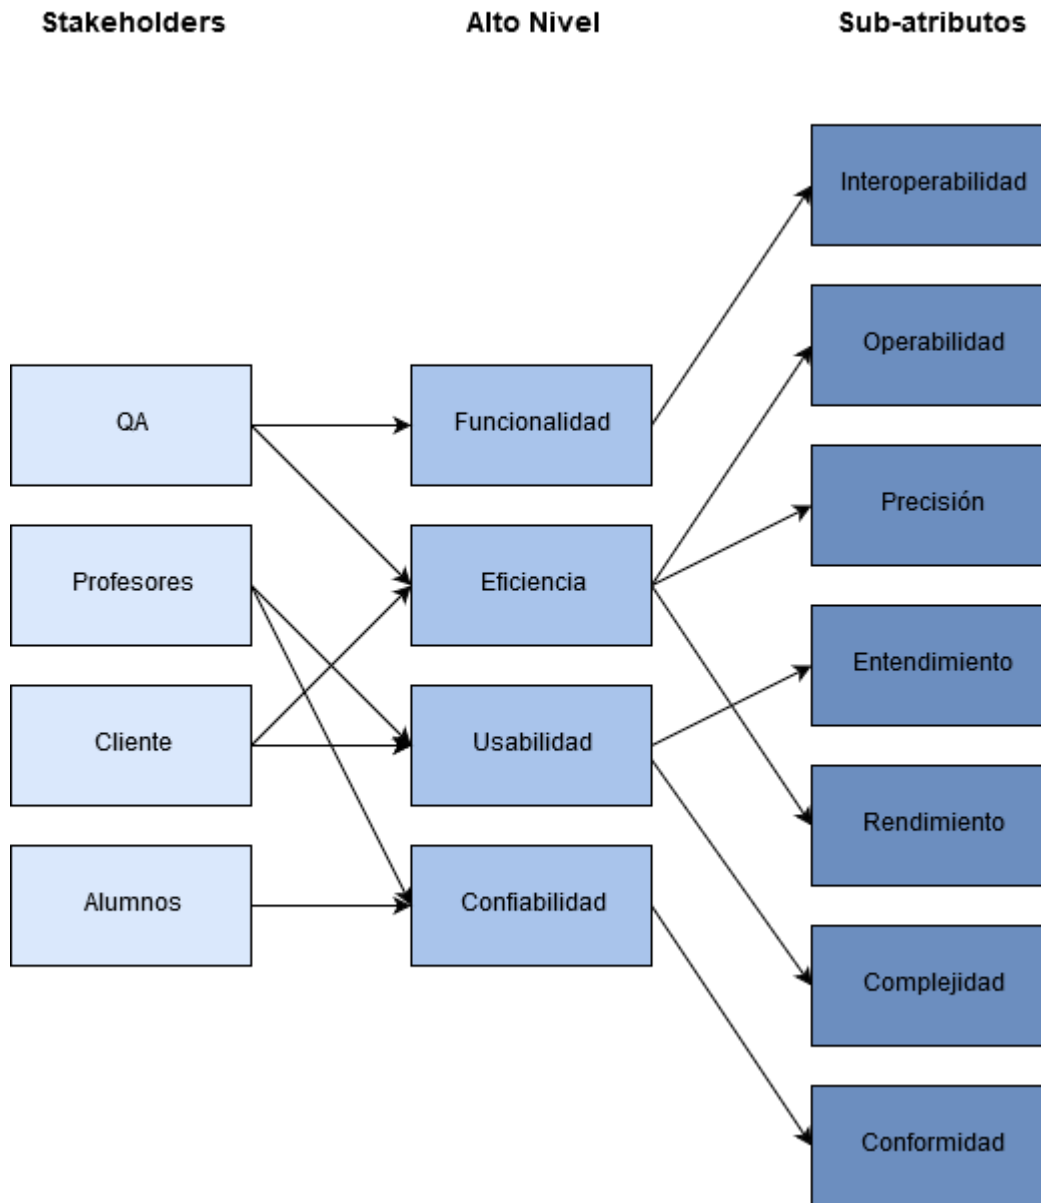 Stakeholders
Alto Nivel
Sub-atributos
Interoperabilidad
Operabilidad
QA
Funcionalidad
Precisión
Profesores
Eficiencia
Entendimiento
Cliente
Usabilidad
Rendimiento
Alumnos
Confiabilidad
Complejidad
Conformidad